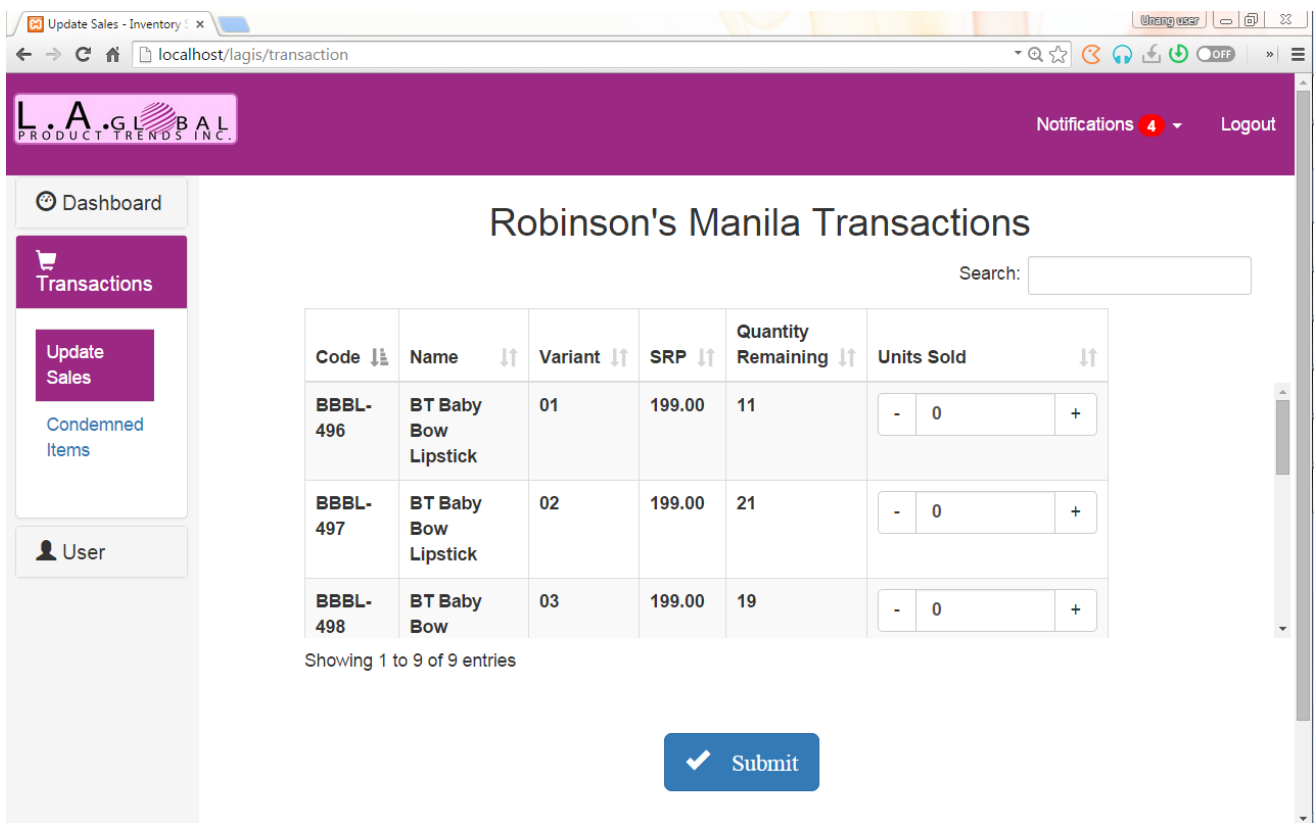 Update Sales - Inventory S
Unang user
localhost/lagis/transaction
OFF
L.A.GLOBAL
PRODUCT TRENDS INC.
Notifications 4
Logout
Dashboard
Transactions
Update
Sales
Condemned
Items
User
Robinson's Manila Transactions
Search:
Code Name Variant SRP Quantity Remaining Units Sold
BBBL- BT Baby 01 199.00 11 - 0 +
496 Bow
Lipstick
BBBL- BT Baby 02 199.00 21 - 0 +
497 Bow
Lipstick
BBBL- BT Baby 03 199.00 19 - 0 +
498 Bow
Showing 1 to 9 of 9 entries
Submit